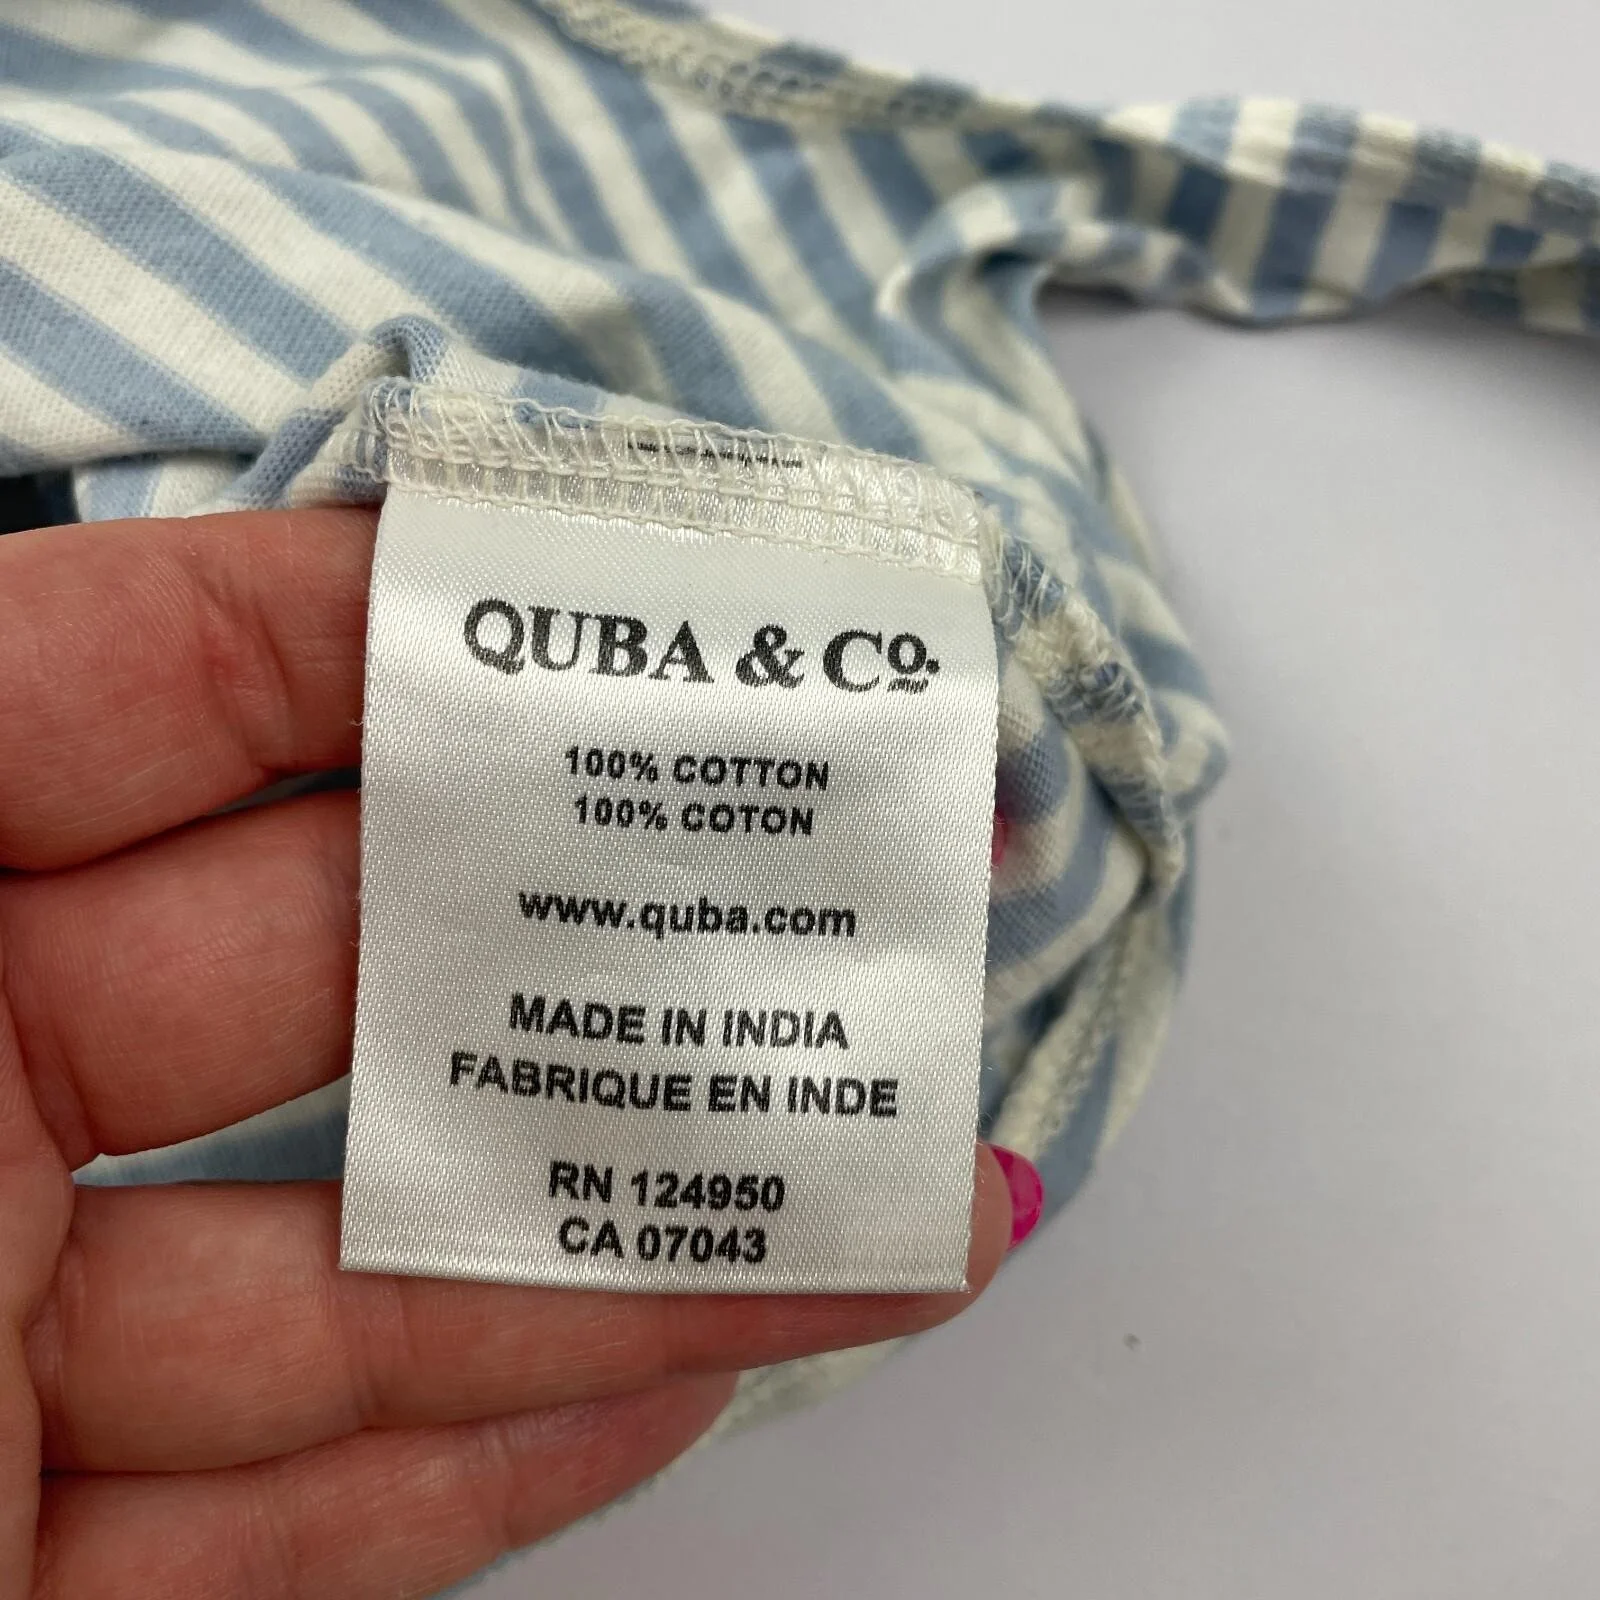 QUBA & Cº.
100% COTTON
100% COTON
www.quba.com
MADE IN INDIA
FABRIQUE EN INDE
RN 124950
CA 07043